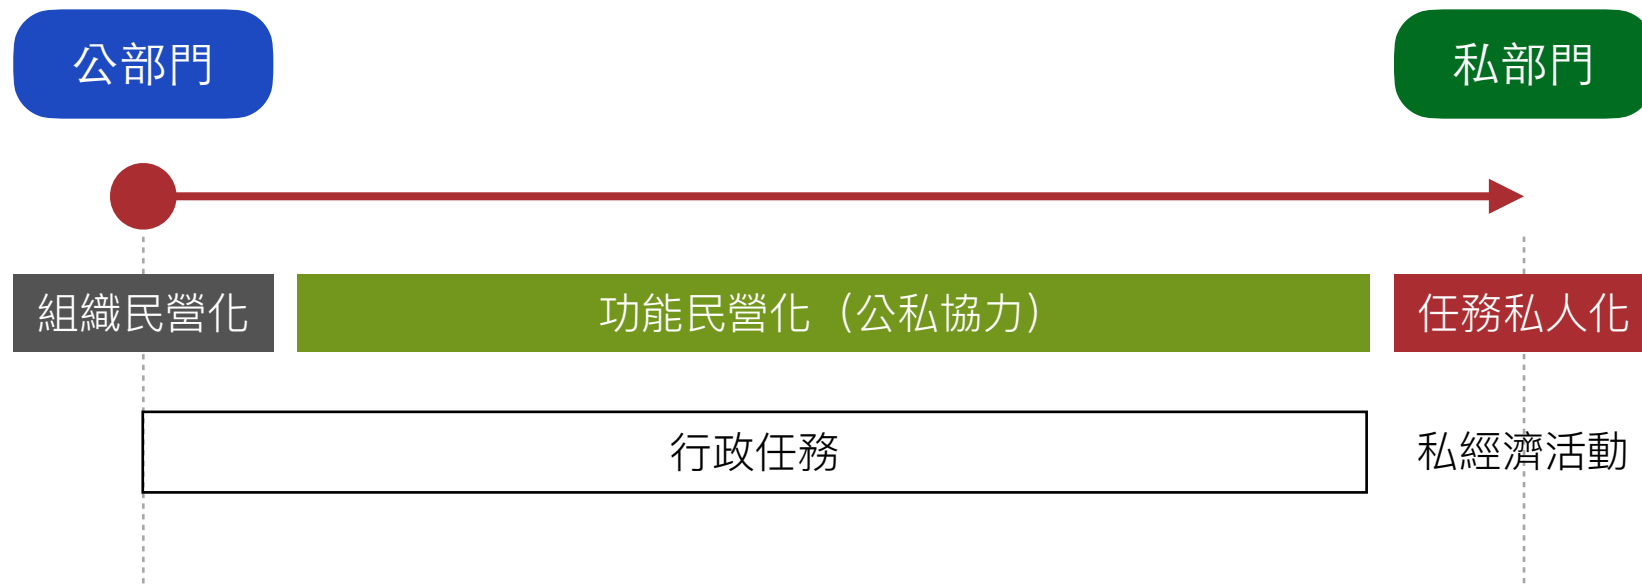 公部門
私部門
組織民營化
功能民營化（公私協力）
任務私人化
行政任務
私經濟活動